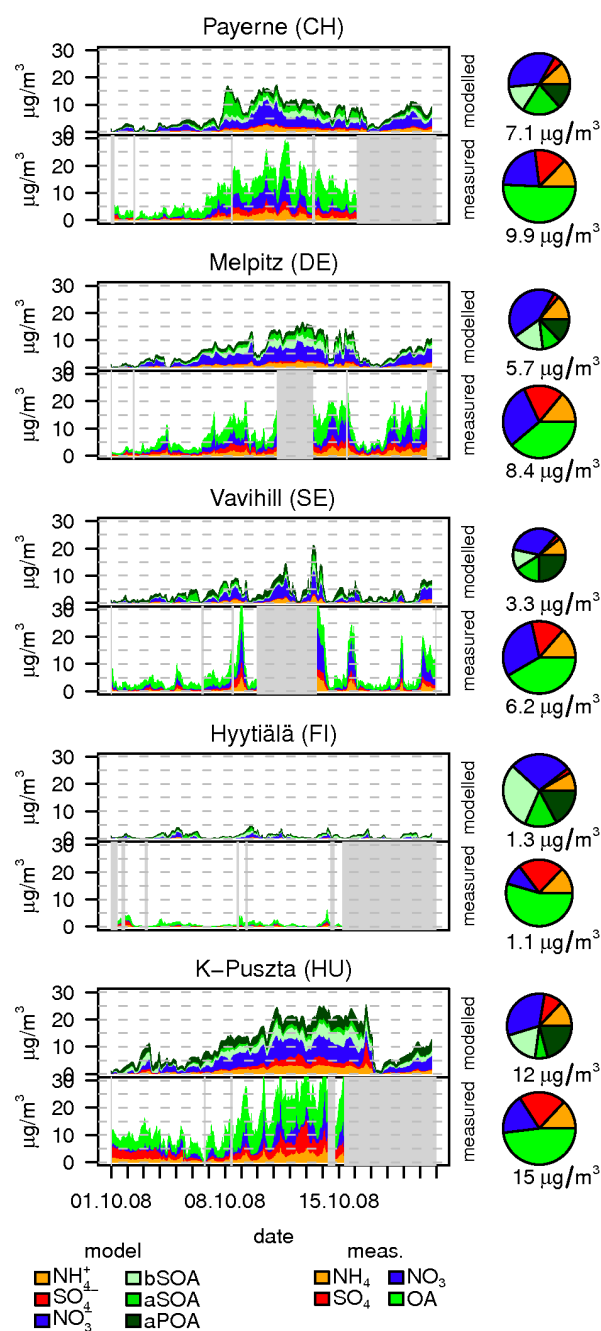 Payerne (CH)
µg/m³
0 10 20 30
modelled
7.1 µg/m³
µg/m³
0 10 20 30
measured
9.9 µg/m³
Melpitz (DE)
µg/m³
0 10 20 30
modelled
5.7 µg/m³
µg/m³
0 10 20 30
measured
8.4 µg/m³
Vavihill (SE)
µg/m³
0 10 20 30
modelled
3.3 µg/m³
µg/m³
0 10 20 30
measured
6.2 µg/m³
Hyytiälä (FI)
µg/m³
0 10 20 30
modelled
1.3 µg/m³
µg/m³
0 10 20 30
measured
1.1 µg/m³
K−Puszta (HU)
µg/m³
0 10 20 30
modelled
12 µg/m³
µg/m³
0 10 20 30
measured
15 µg/m³
01.10.08 08.10.08 15.10.08
date
model meas.
NH₄⁺ bSOA NH₄ NO₃
SO₄⁻⁻ aSOA SO₄ OA
NO₃⁻ aPOA